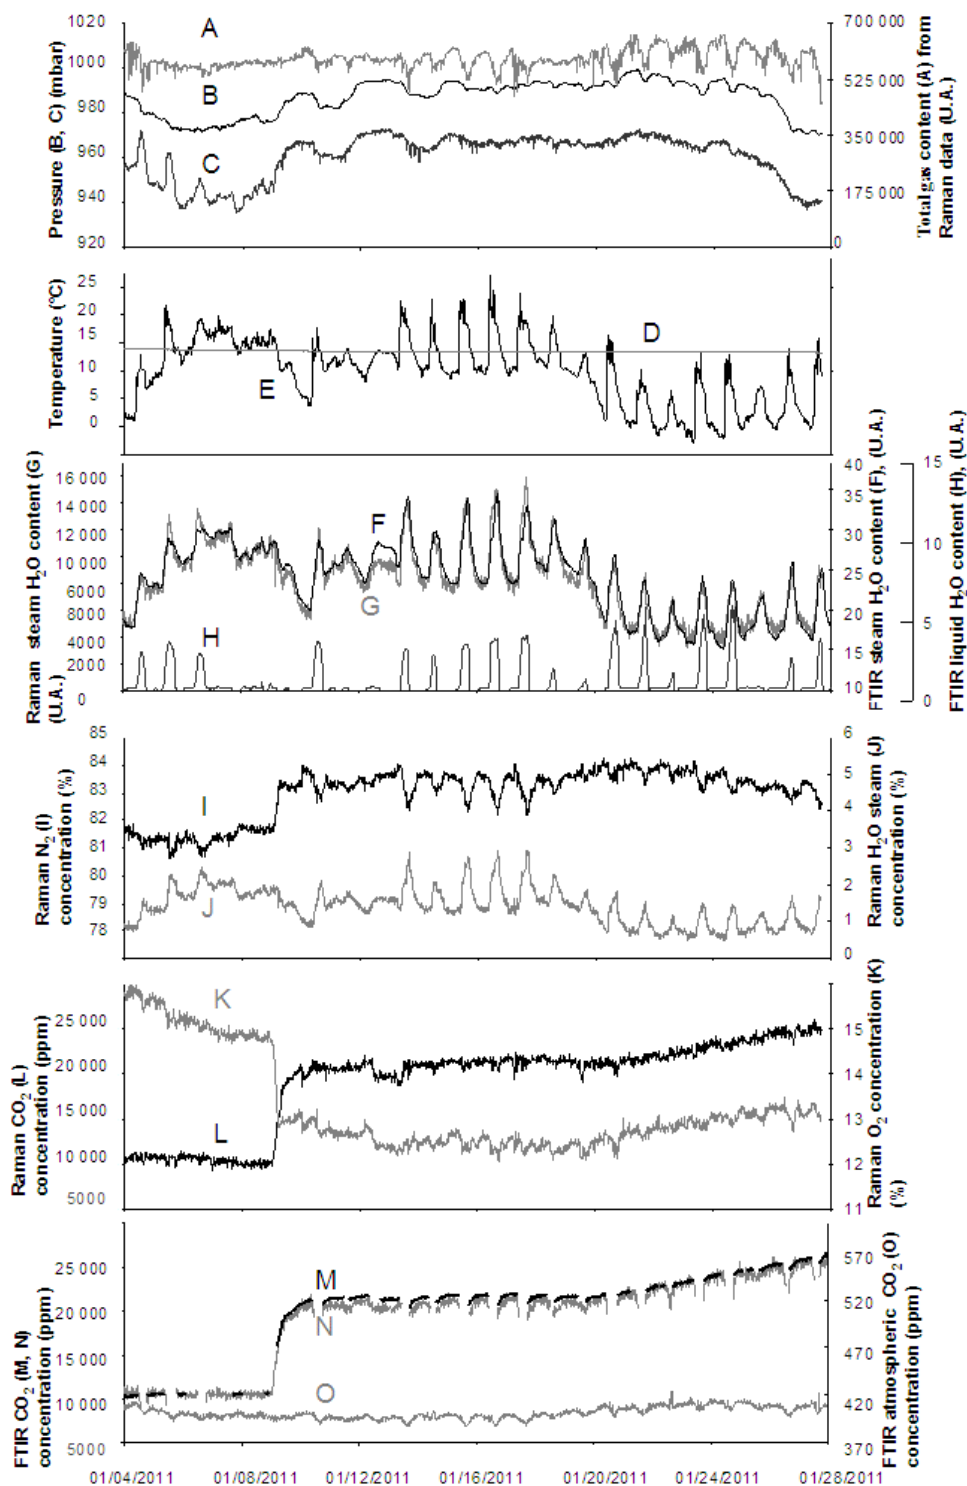 Pressure (B, C) (mbar)
1020
1000
980
960
940
920
A
B
C
700 000
525 000
350 000
175 000
0
Total gas content (A) from
Raman data (U.A.)
Temperature (°C)
25
20
15
10
5
0
D
E
Raman steam H₂O content (G)
(U.A.)
16 000
14 000
12 000
10 000
6000
8000
4000
2000
0
F
G
H
40
35
30
25
20
15
10
FTIR steam H₂O content (F), (U.A.)
15
10
5
0
FTIR liquid H₂O content (H), (U.A.)
Raman N₂ (I)
concentration (%)
85
84
83
82
81
80
79
78
I
J
6
5
4
3
2
1
0
Raman H₂O steam (J)
concentration (%)
Raman CO₂ (L)
concentration (ppm)
25 000
20 000
15 000
10 000
5000
K
L
15
14
13
12
11
Raman O₂ concentration (K)
(%)
FTIR CO₂ (M, N)
concentration (ppm)
25 000
20 000
15 000
10 000
5000
M
N
O
570
520
470
420
370
FTIR atmospheric CO₂ (O)
concentration (ppm)
01/04/2011 01/08/2011 01/12/2011 01/16/2011 01/20/2011 01/24/2011 01/28/2011